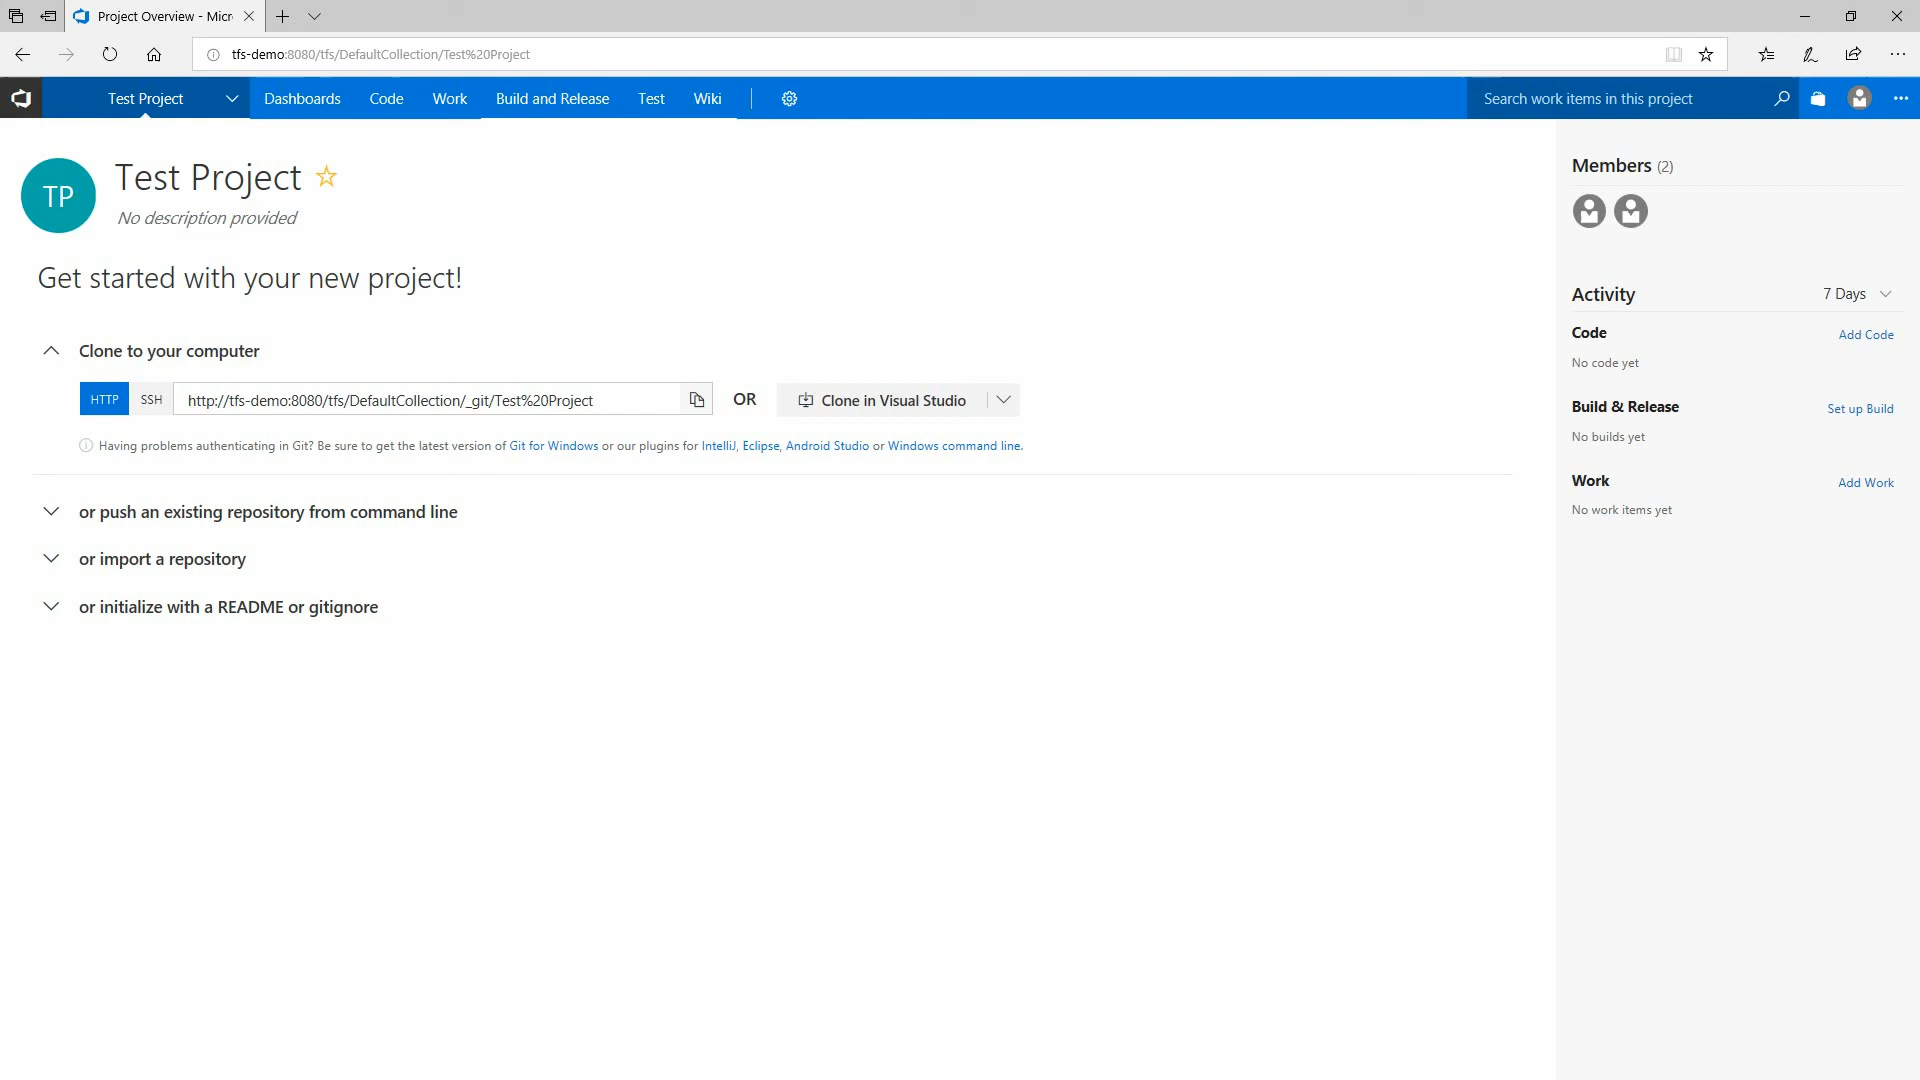 Project Overview - Micr
tfs-demo:8080/tfs/DefaultCollection/Test%20Project
Test Project Dashboards Code Work Build and Release Test Wiki Search work items in this project
TP
Test Project
No description provided
Get started with your new project!
Clone to your computer
HTTP SSH http://tfs-demo:8080/tfs/DefaultCollection/_git/Test%20Project OR Clone in Visual Studio
Having problems authenticating in Git? Be sure to get the latest version of Git for Windows or our plugins for IntelliJ, Eclipse, Android Studio or Windows command line.
or push an existing repository from command line
or import a repository
or initialize with a README or gitignore
Members (2)
Activity 7 Days
Code Add Code
No code yet
Build & Release Set up Build
No builds yet
Work Add Work
No work items yet